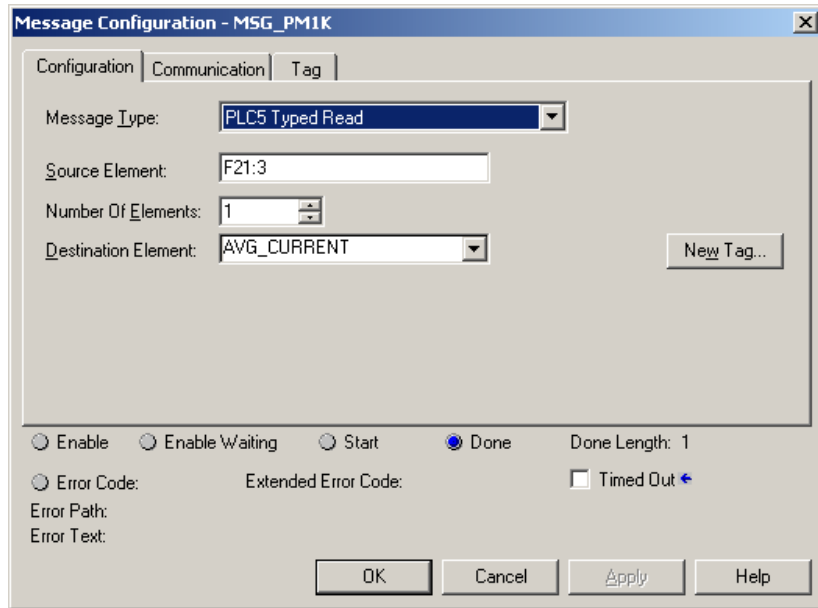 Message Configuration - MSG_PM1K
Configuration Communication Tag
Message Type: PLC5 Typed Read
Source Element: F21:3
Number Of Elements: 1
Destination Element: AVG_CURRENT New Tag...
Enable Enable Waiting Start Done Done Length: 1
Error Code: Extended Error Code: Timed Out
Error Path:
Error Text:
OK Cancel Apply Help